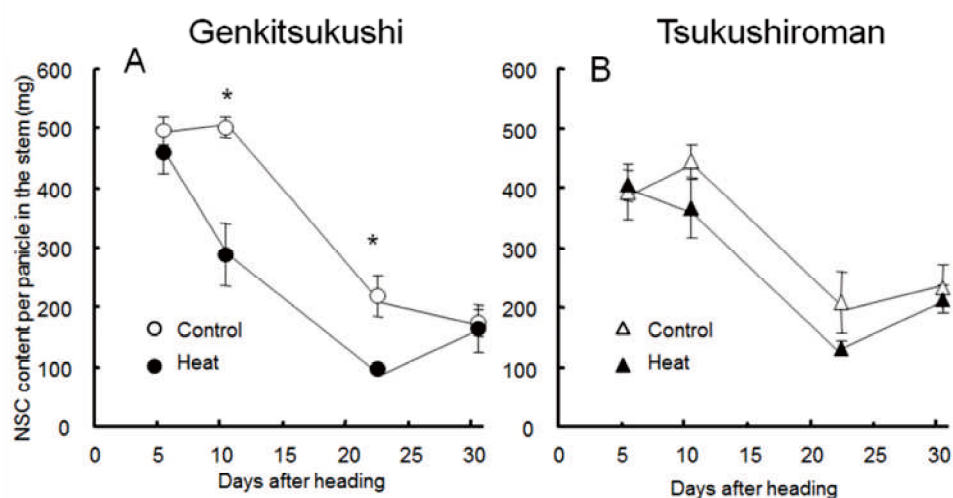 Genkitsukushi
Tsukushiroman
A
B
NSC content per panicle in the stem (mg)
600
500
400
300
200
100
0
*
*
Control
Heat
0 5 10 15 20 25 30
Days after heading
600
500
400
300
200
100
0
Control
Heat
0 5 10 15 20 25 30
Days after heading